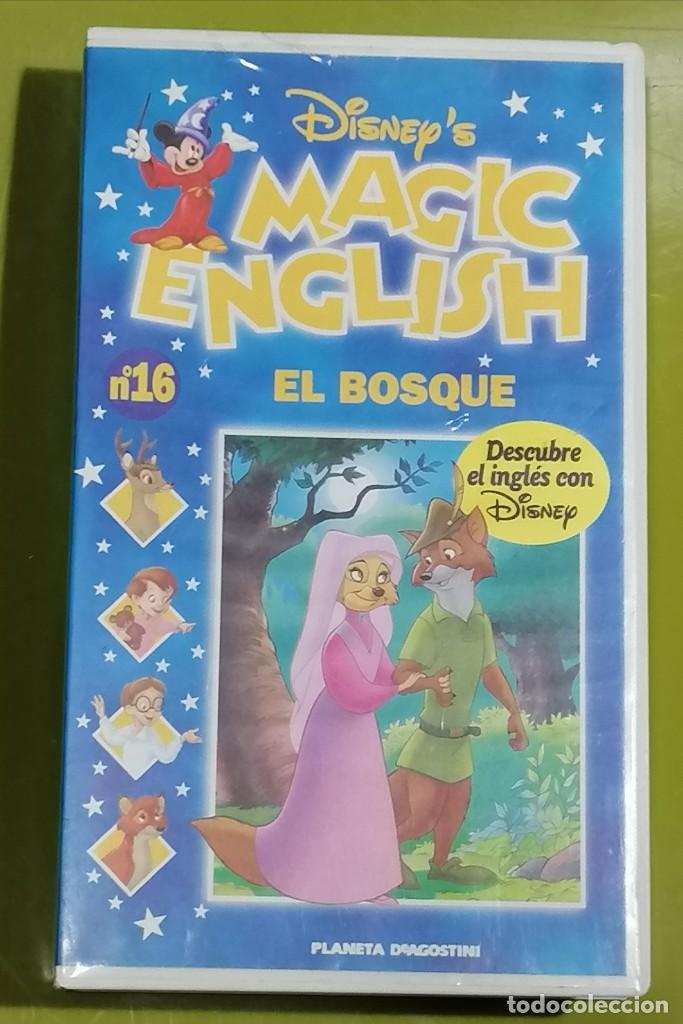 Disney's
MAGIC
ENGLISH
nº16
EL BOSQUE
Descubre
el inglés con
Disney
PLANETA DeAGOSTINI
todocoleccion